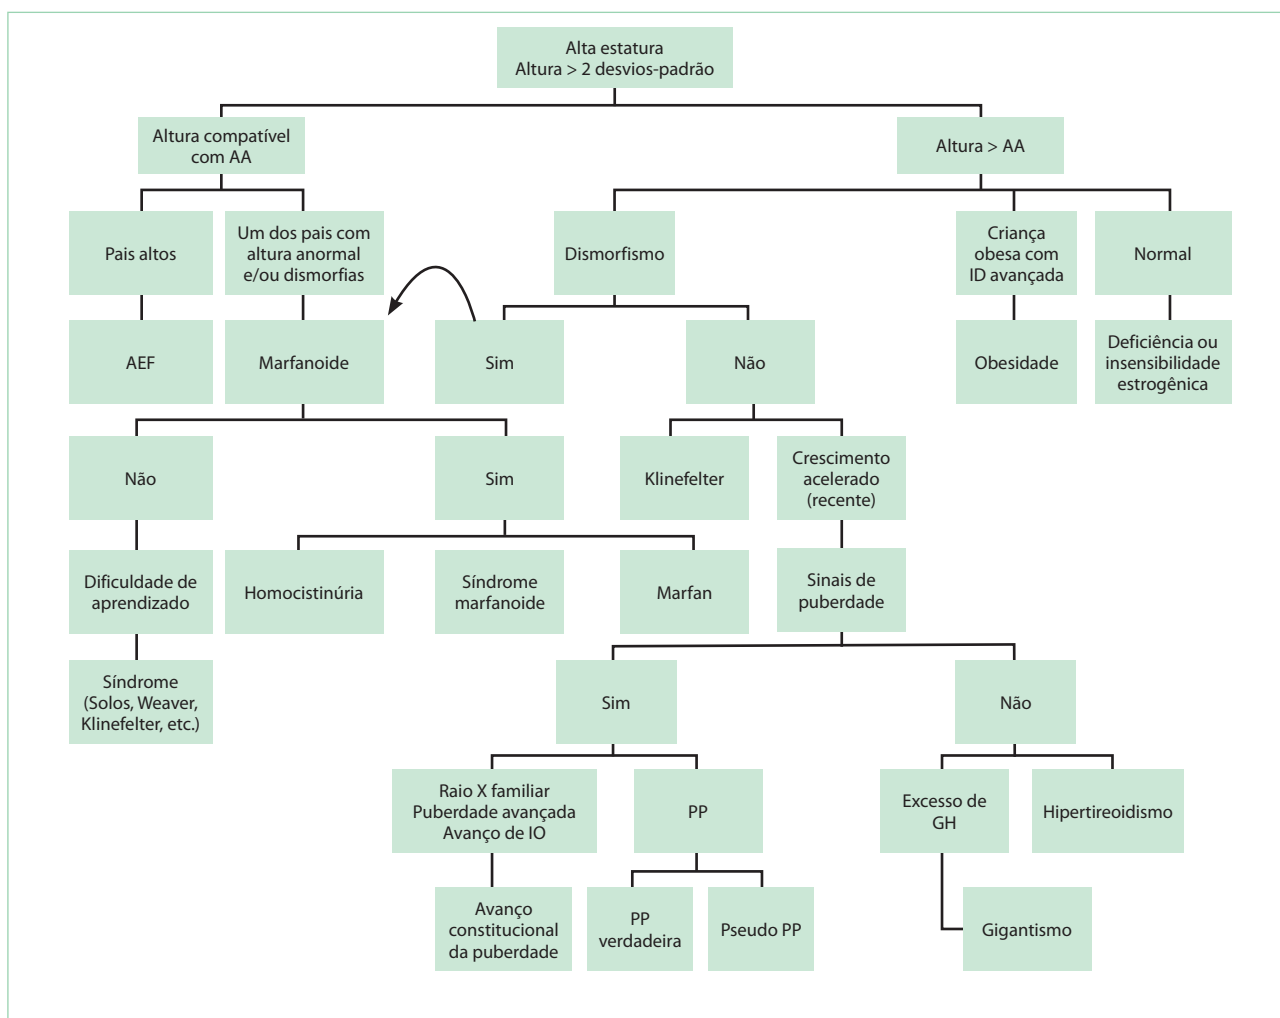 Alta estatura
Altura > 2 desvios-padrão
Altura compatível
com AA
Altura > AA
Pais altos
Um dos pais com
altura anormal
e/ou dismorfias
Dismorfismo
Criança
obesa com
ID avançada
Normal
AEF
Marfanoide
Sim
Não
Obesidade
Deficiência ou
insensibilidade
estrogênica
Não
Sim
Klinefelter
Crescimento
acelerado
(recente)
Dificuldade de
aprendizado
Homocistinúria
Síndrome
marfanoide
Marfan
Sinais de
puberdade
Síndrome
(Solos, Weaver,
Klinefelter, etc.)
Sim
Não
Raio X familiar
Puberdade avançada
Avanço de IO
PP
Excesso de
GH
Hipertireoidismo
Avanço
constitucional
da puberdade
PP
verdadeira
Pseudo PP
Gigantismo